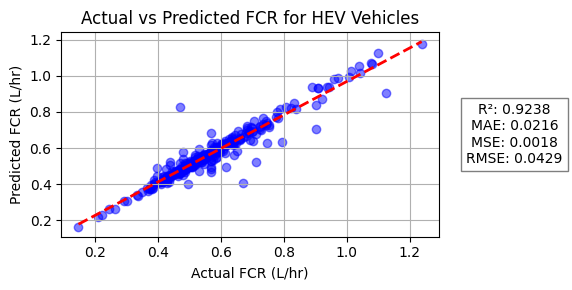 Actual vs Predicted FCR for HEV Vehicles
Predicted FCR (L/hr)
1.2
1.0
0.8
0.6
0.4
0.2
0.2 0.4 0.6 0.8 1.0 1.2
Actual FCR (L/hr)
R²: 0.9238
MAE: 0.0216
MSE: 0.0018
RMSE: 0.0429